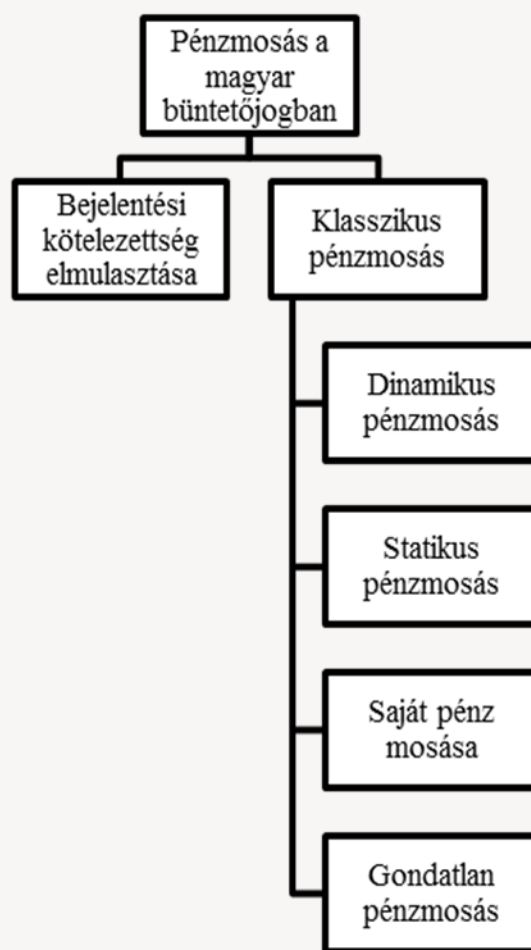 Pénzmosás a
magyar
büntetőjogban
Bejelentési
kötelezettség
elmulasztása
Klasszikus
pénzmosás
Dinamikus
pénzmosás
Statikus
pénzmosás
Saját pénz
mosása
Gondatlan
pénzmosás